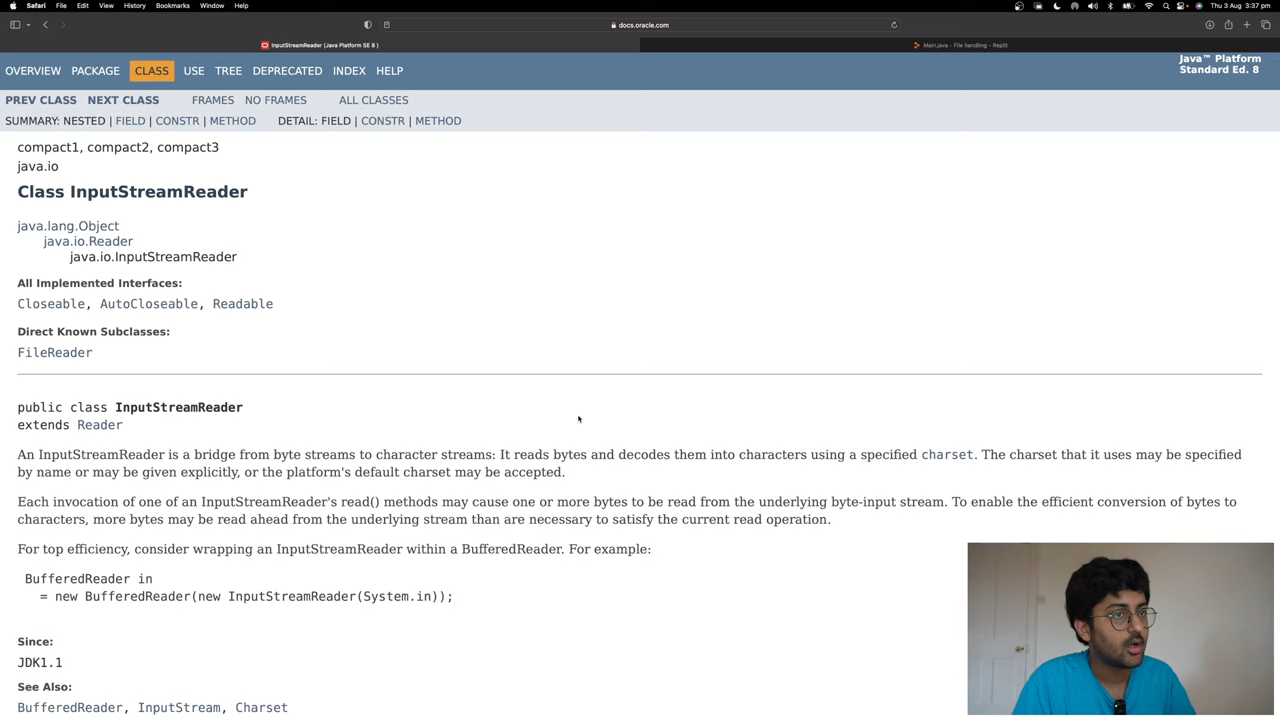 Safari File Edit View History Bookmarks Window Help Thu 3 Aug 3:37 pm
docs.oracle.com
InputStreamReader (Java Platform SE 8 ) Main.java - File handling - Replit
OVERVIEW PACKAGE CLASS USE TREE DEPRECATED INDEX HELP
Java™ Platform
Standard Ed. 8
PREV CLASS NEXT CLASS FRAMES NO FRAMES ALL CLASSES
SUMMARY: NESTED | FIELD | CONSTR | METHOD DETAIL: FIELD | CONSTR | METHOD
compact1, compact2, compact3
java.io
Class InputStreamReader
java.lang.Object
java.io.Reader
java.io.InputStreamReader
All Implemented Interfaces:
Closeable, AutoCloseable, Readable
Direct Known Subclasses:
FileReader
public class InputStreamReader
extends Reader
An InputStreamReader is a bridge from byte streams to character streams: It reads bytes and decodes them into characters using a specified charset. The charset that it uses may be specified
by name or may be given explicitly, or the platform's default charset may be accepted.
Each invocation of one of an InputStreamReader's read() methods may cause one or more bytes to be read from the underlying byte-input stream. To enable the efficient conversion of bytes to
characters, more bytes may be read ahead from the underlying stream than are necessary to satisfy the current read operation.
For top efficiency, consider wrapping an InputStreamReader within a BufferedReader. For example:
BufferedReader in
= new BufferedReader(new InputStreamReader(System.in));
Since:
JDK1.1
See Also:
BufferedReader, InputStream, Charset